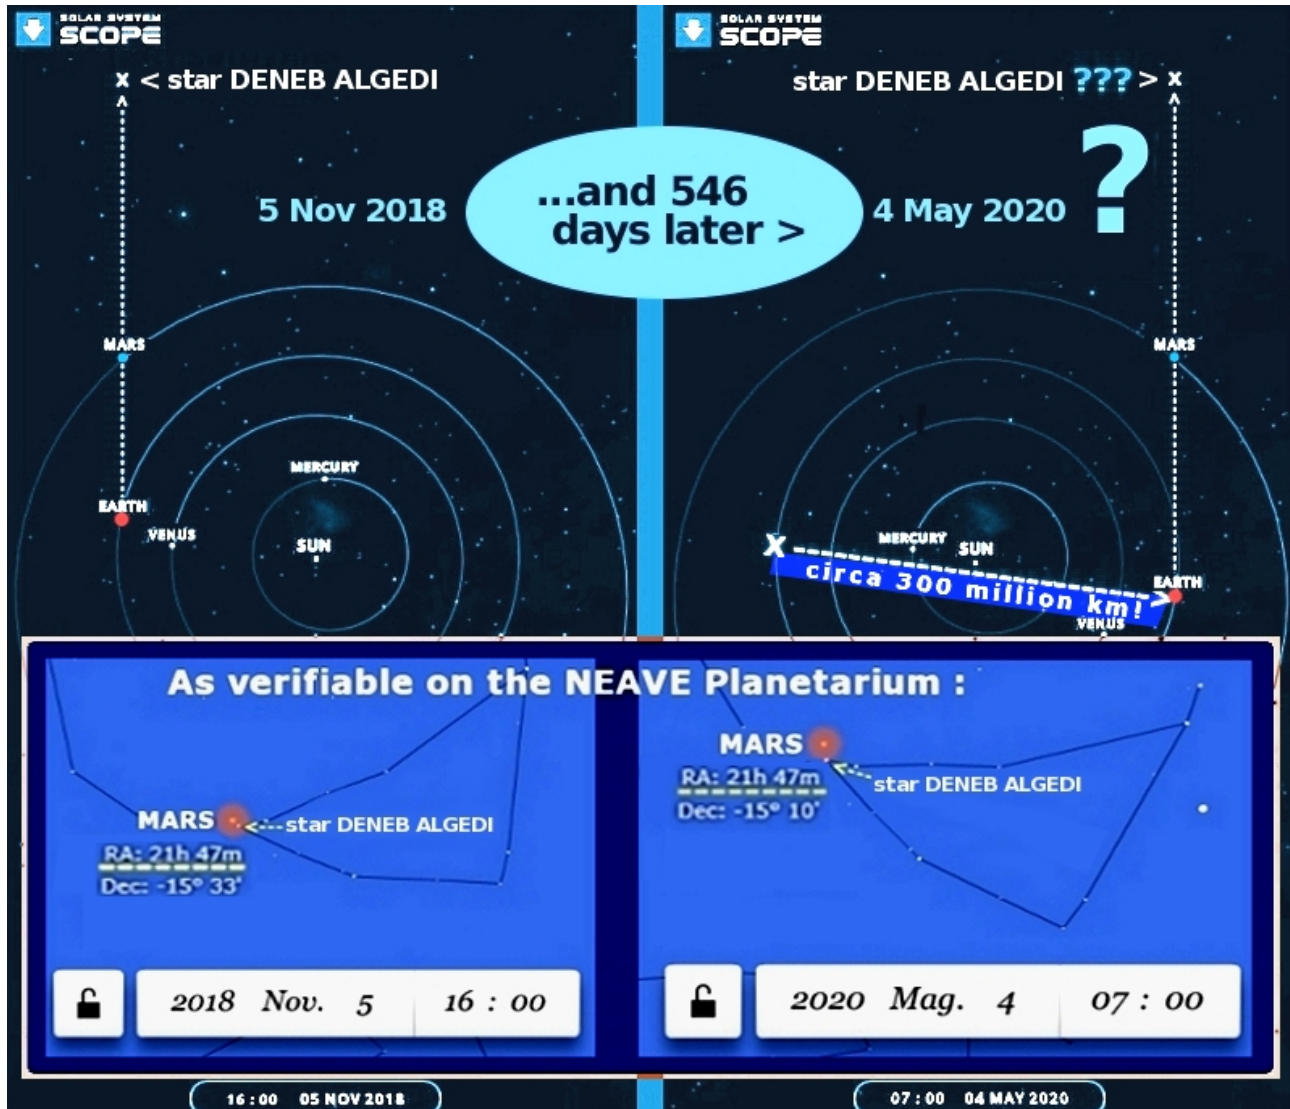 SOLAR SYSTEM
SCOPE
SOLAR SYSTEM
SCOPE
x < star DENEB ALGEDI
star DENEB ALGEDI ??? > x
5 Nov 2018
...and 546
days later >
4 May 2020
?
MARS
MARS
MERCURY
EARTH
VENUS
SUN
MERCURY
SUN
X
circa 300 million km!
EARTH
VENUS
As verifiable on the NEAVE Planetarium :
MARS
RA: 21h 47m
Dec: -15° 33'
star DENEB ALGEDI
MARS
RA: 21h 47m
Dec: -15° 10'
star DENEB ALGEDI
2018 Nov. 5 16 : 00
2020 Mag. 4 07 : 00
16:00 05 NOV 2018
07:00 04 MAY 2020